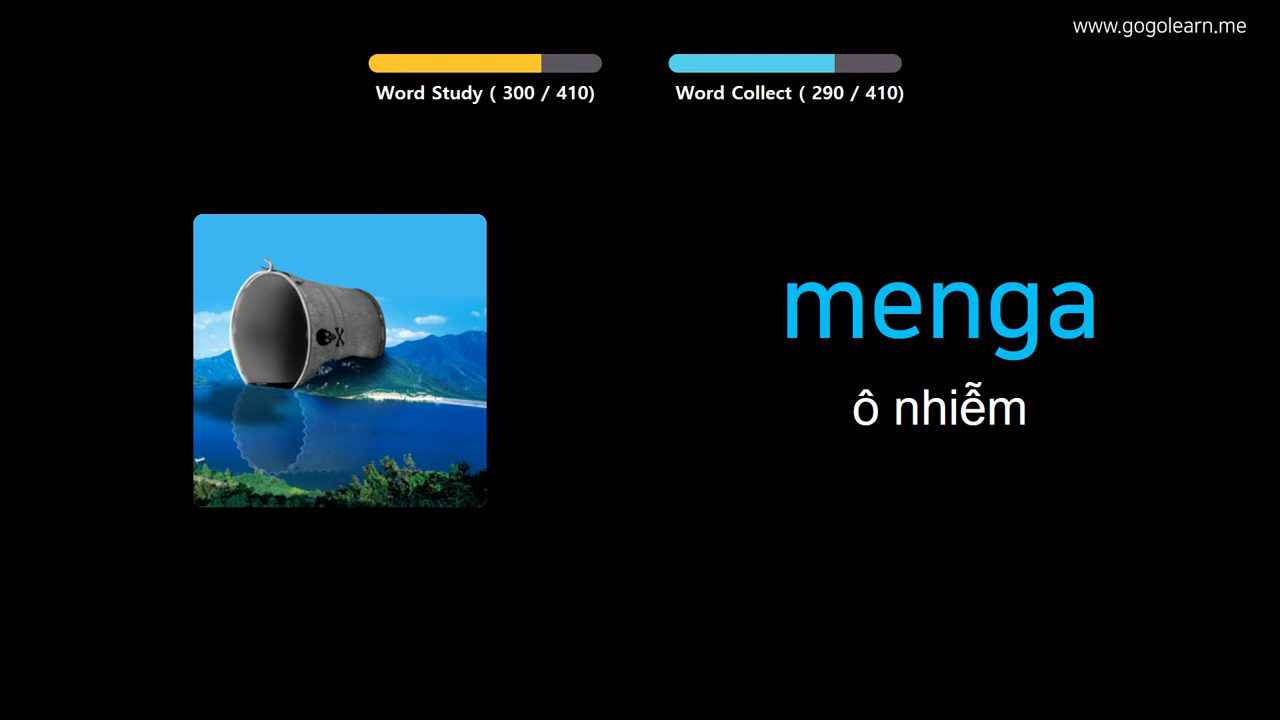 www.gogolearn.me
Word Study ( 300 / 410)
Word Collect ( 290 / 410)
menga
ô nhiễm